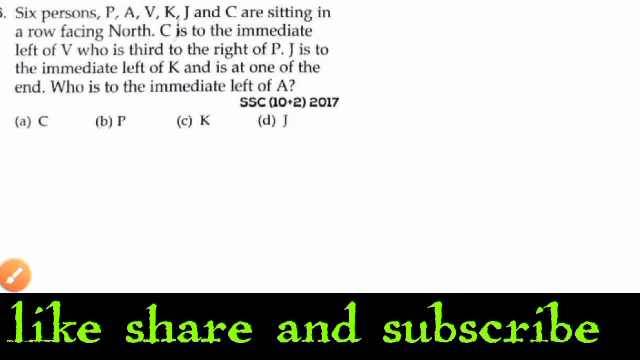 6. Six persons, P, A, V, K, J and C are sitting in
a row facing North. C is to the immediate
left of V who is third to the right of P. J is to
the immediate left of K and is at one of the
end. Who is to the immediate left of A?
SSC (10+2) 2017
(a) C (b) P (c) K (d) J
like share and subscribe